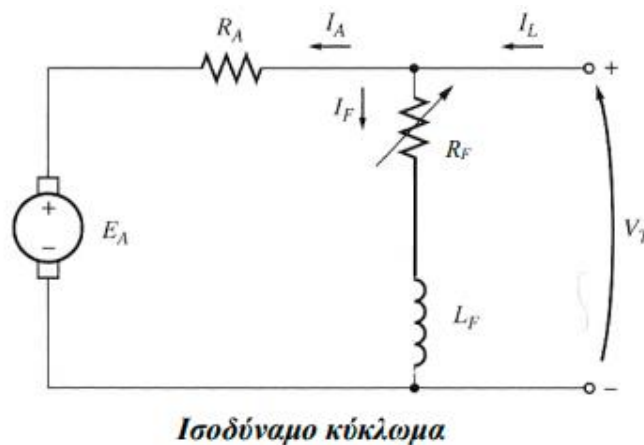 R_A
I_A
I_L
+
I_F
R_F
+
−
E_A
V_T
L_F
−
Ισοδύναμο κύκλωμα